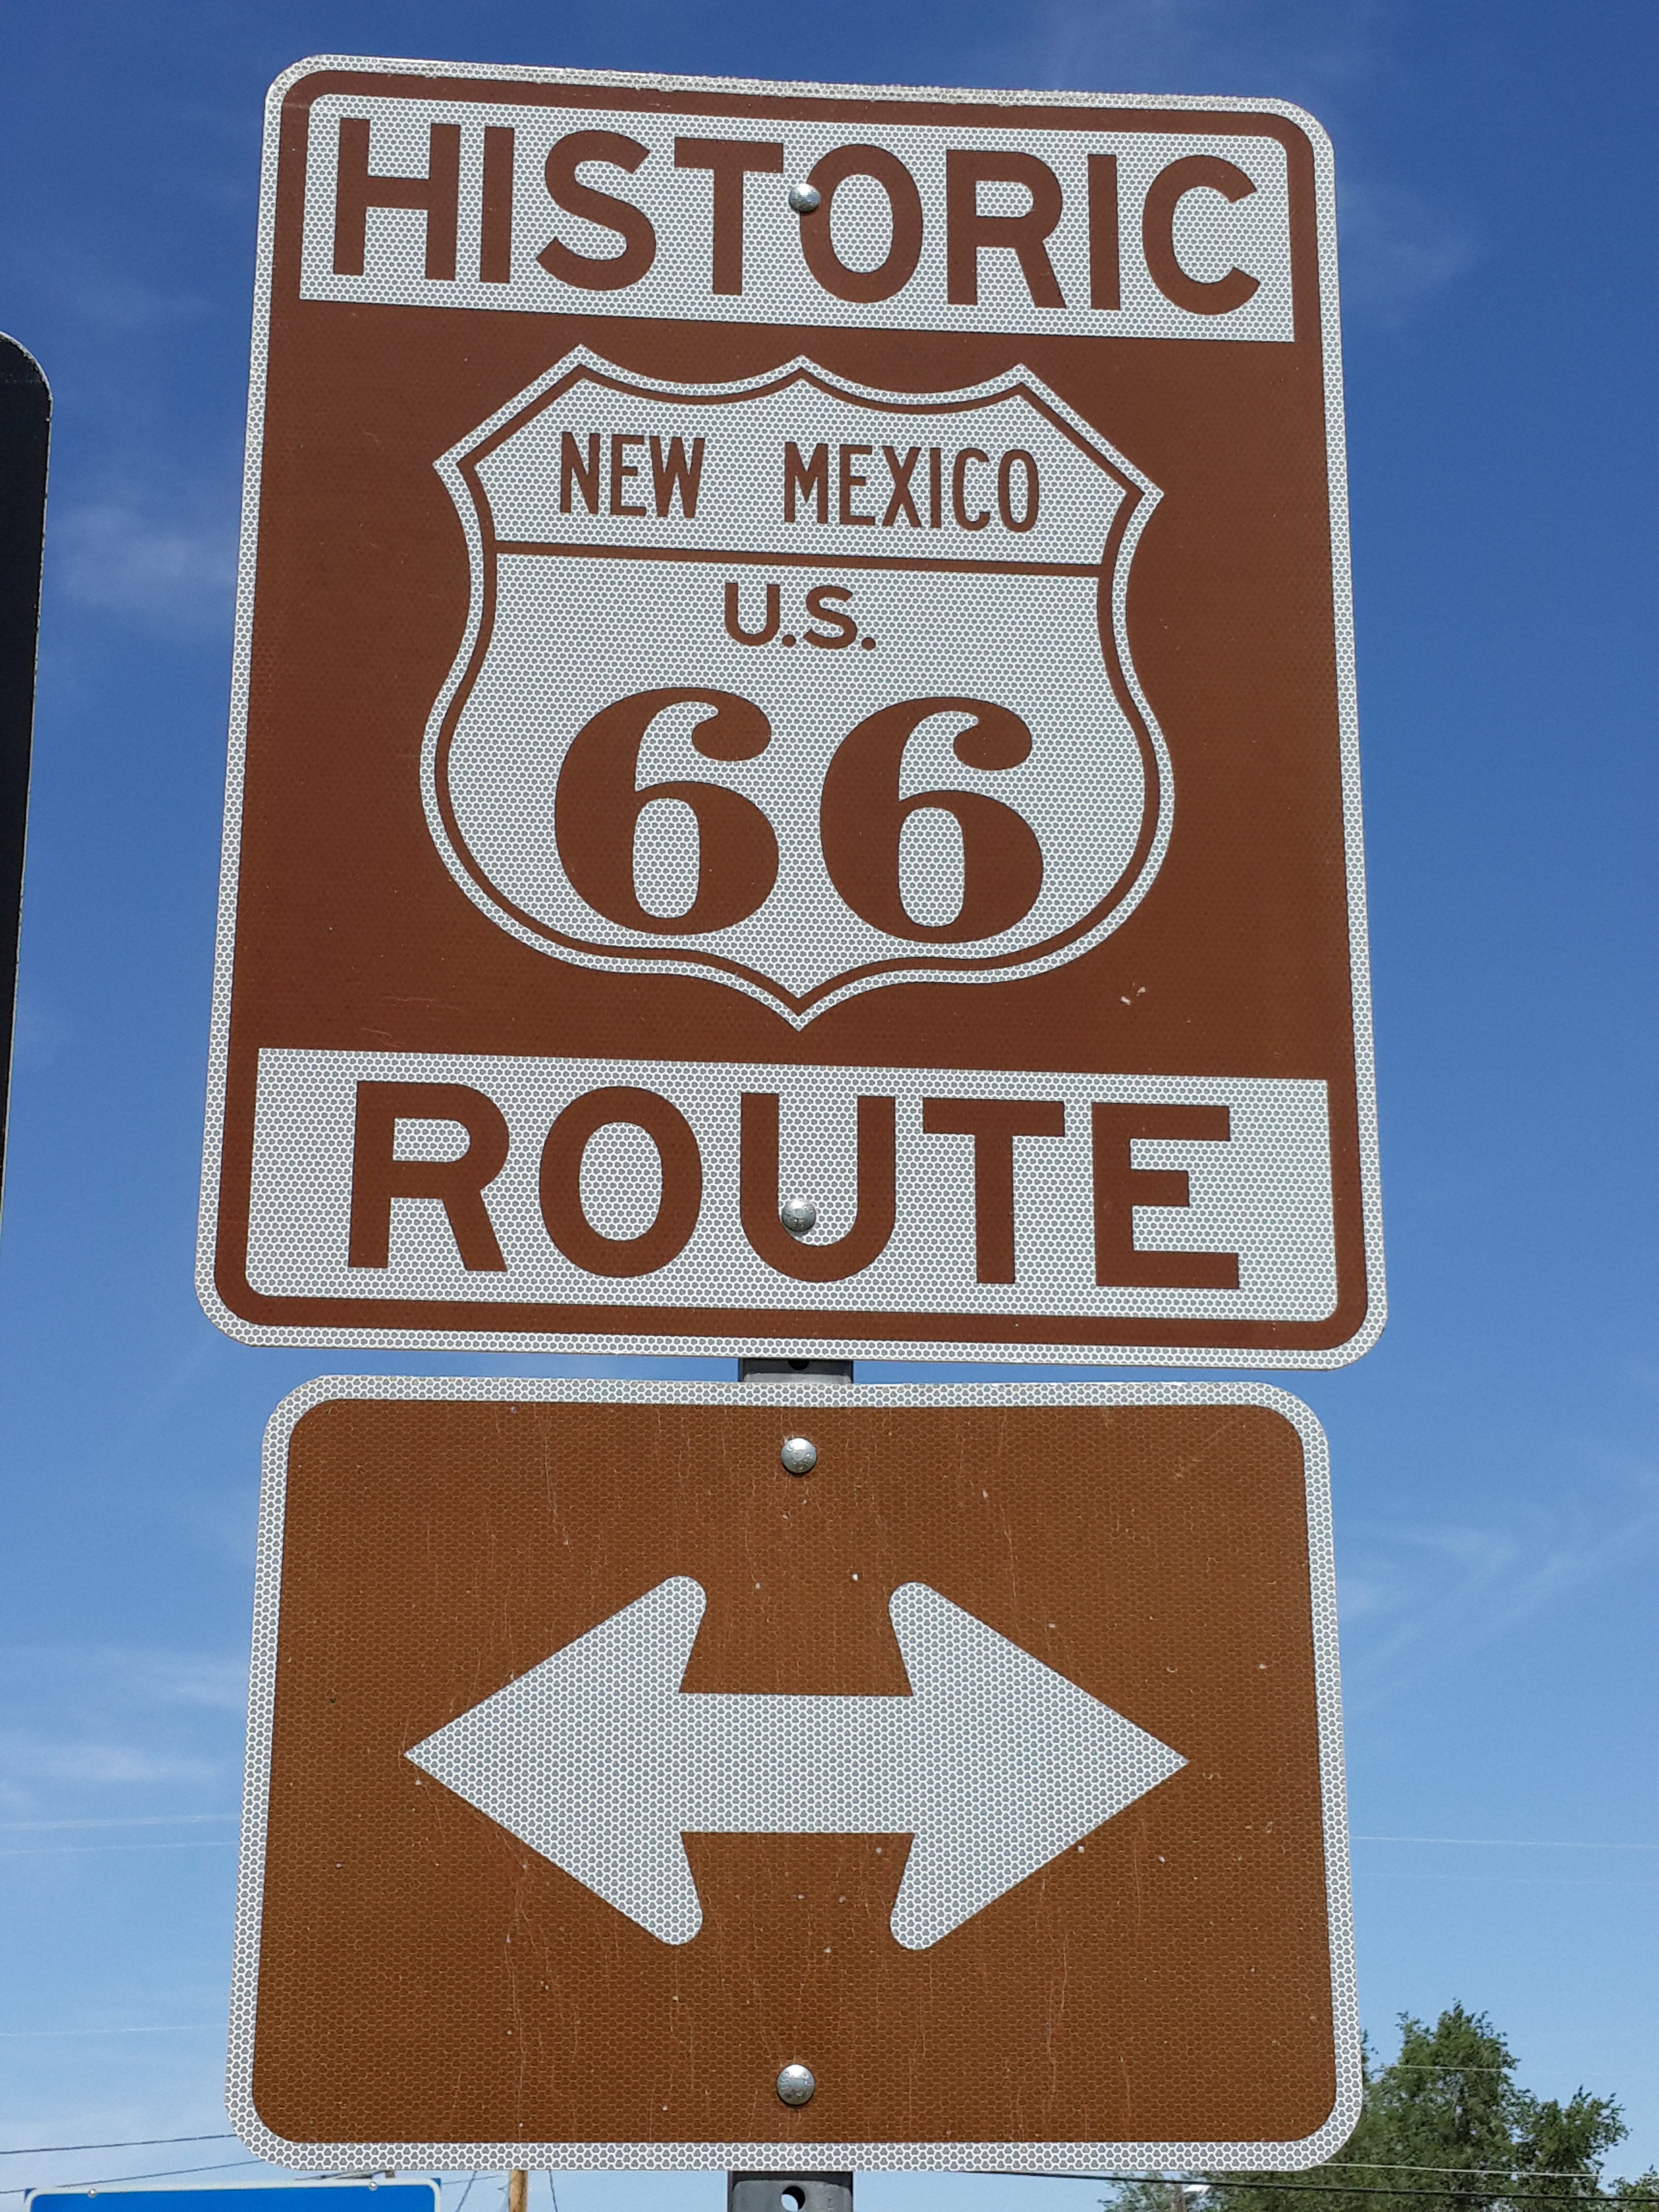 HISTORIC
NEW MEXICO
U.S.
66
ROUTE